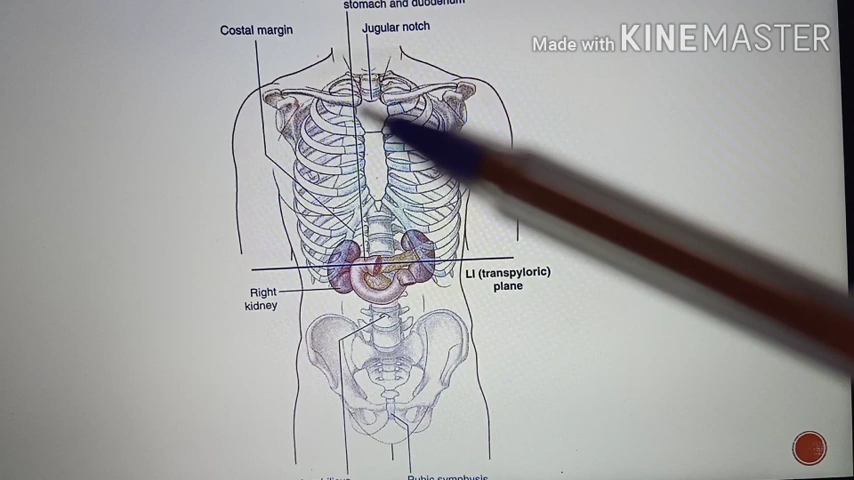 stomach and duodenum
Costal margin
Jugular notch
Made with KINEMASTER
LI (transpyloric)
plane
Right
kidney
Pubic symphysis